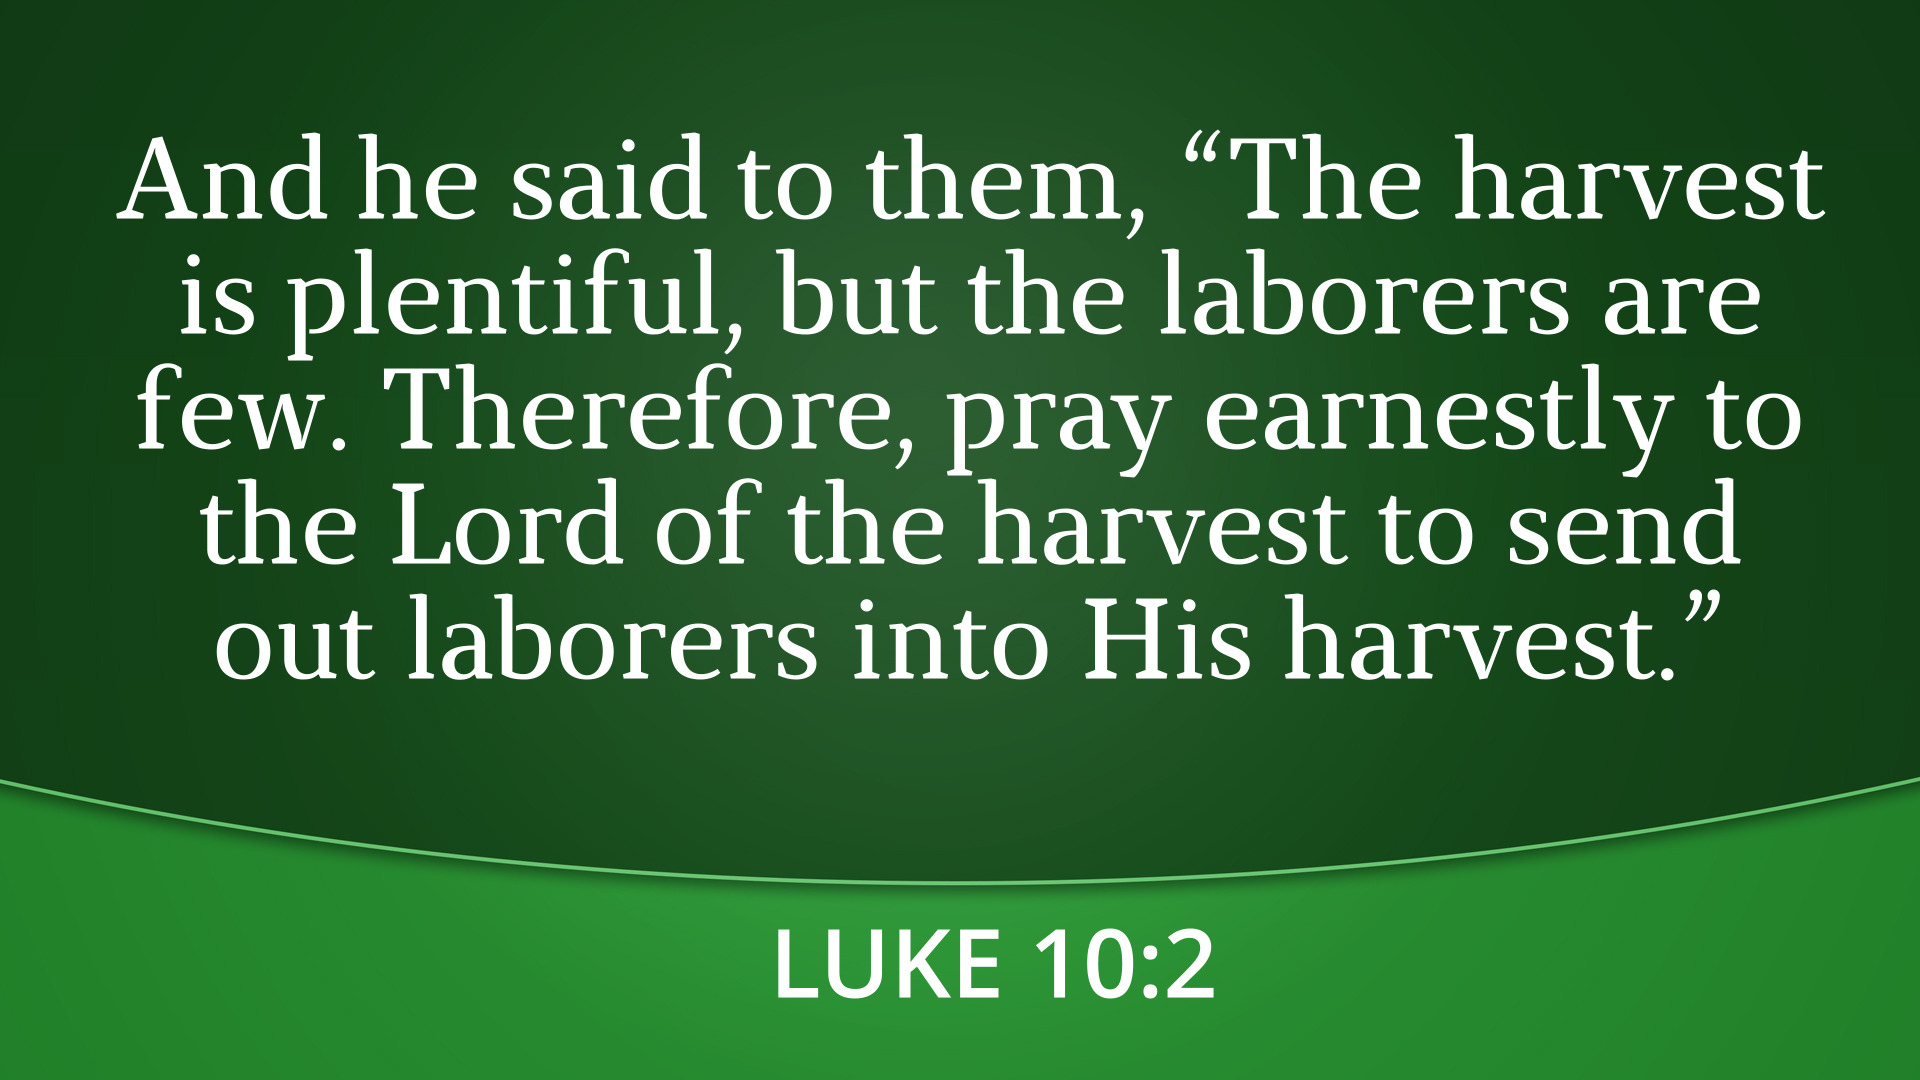 And he said to them, “The harvest
is plentiful, but the laborers are
few. Therefore, pray earnestly to
the Lord of the harvest to send
out laborers into His harvest.”
LUKE 10:2